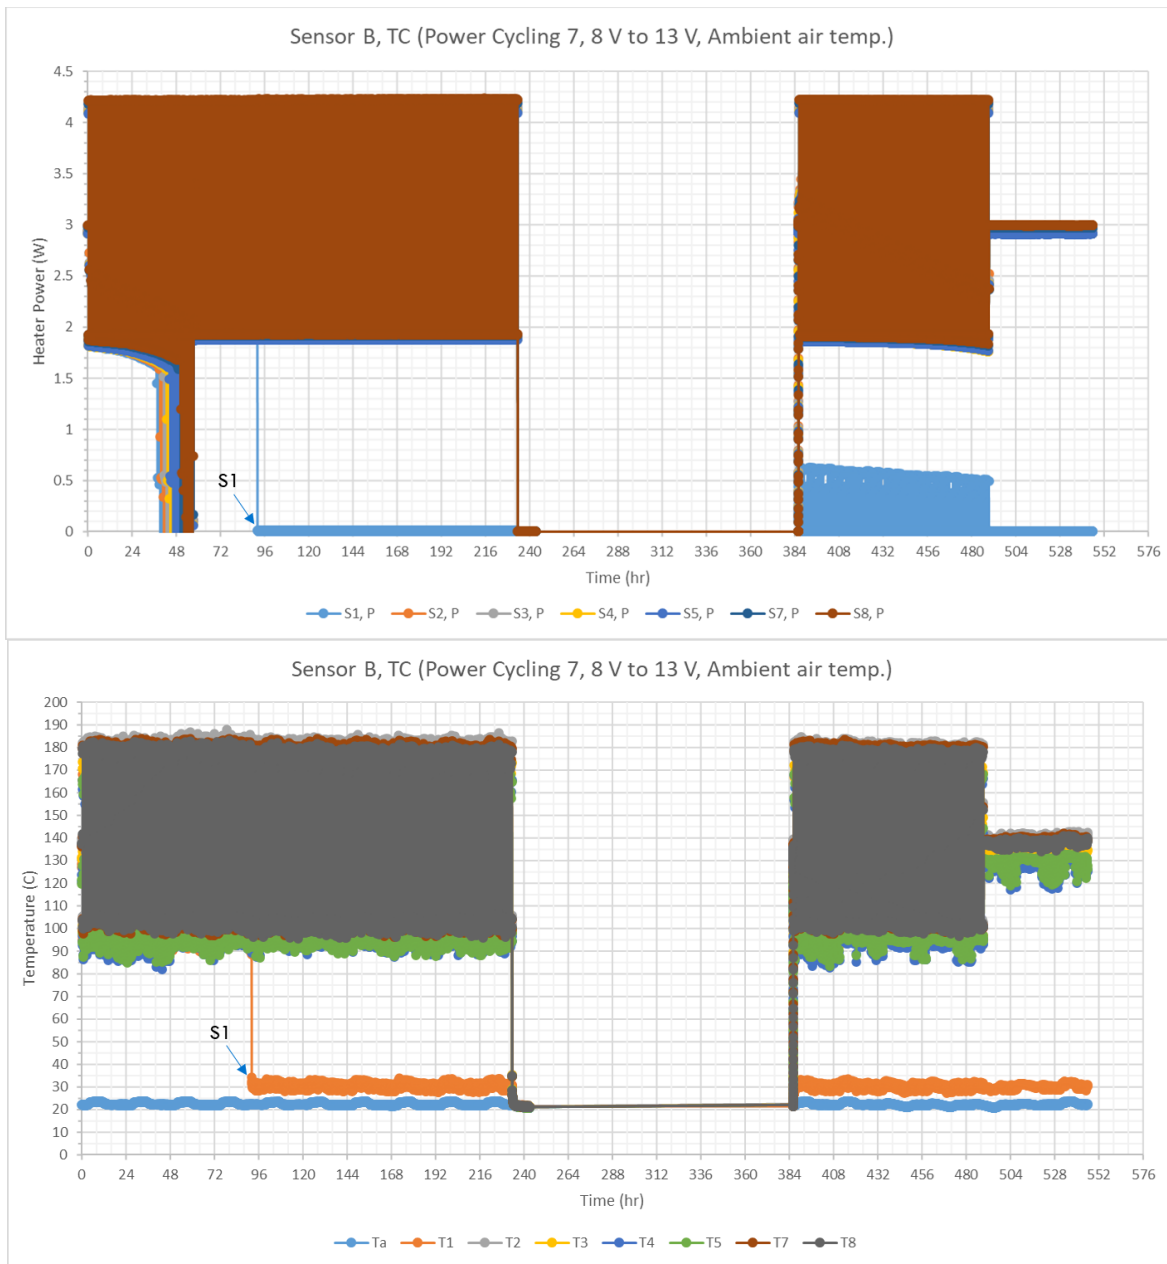 Sensor B, TC (Power Cycling 7, 8 V to 13 V, Ambient air temp.)
4.5
4
3.5
3
2.5
2
1.5
1
0.5
0
Heater Power (W)
S1
0 24 48 72 96 120 144 168 192 216 240 264 288 312 336 360 384 408 432 456 480 504 528 552 576
Time (hr)
S1, P S2, P S3, P S4, P S5, P S7, P S8, P
Sensor B, TC (Power Cycling 7, 8 V to 13 V, Ambient air temp.)
200
190
180
170
160
150
140
130
120
110
100
90
80
70
60
50
40
30
20
10
0
Temperature (C)
S1
0 24 48 72 96 120 144 168 192 216 240 264 288 312 336 360 384 408 432 456 480 504 528 552 576
Time (hr)
Ta T1 T2 T3 T4 T5 T7 T8